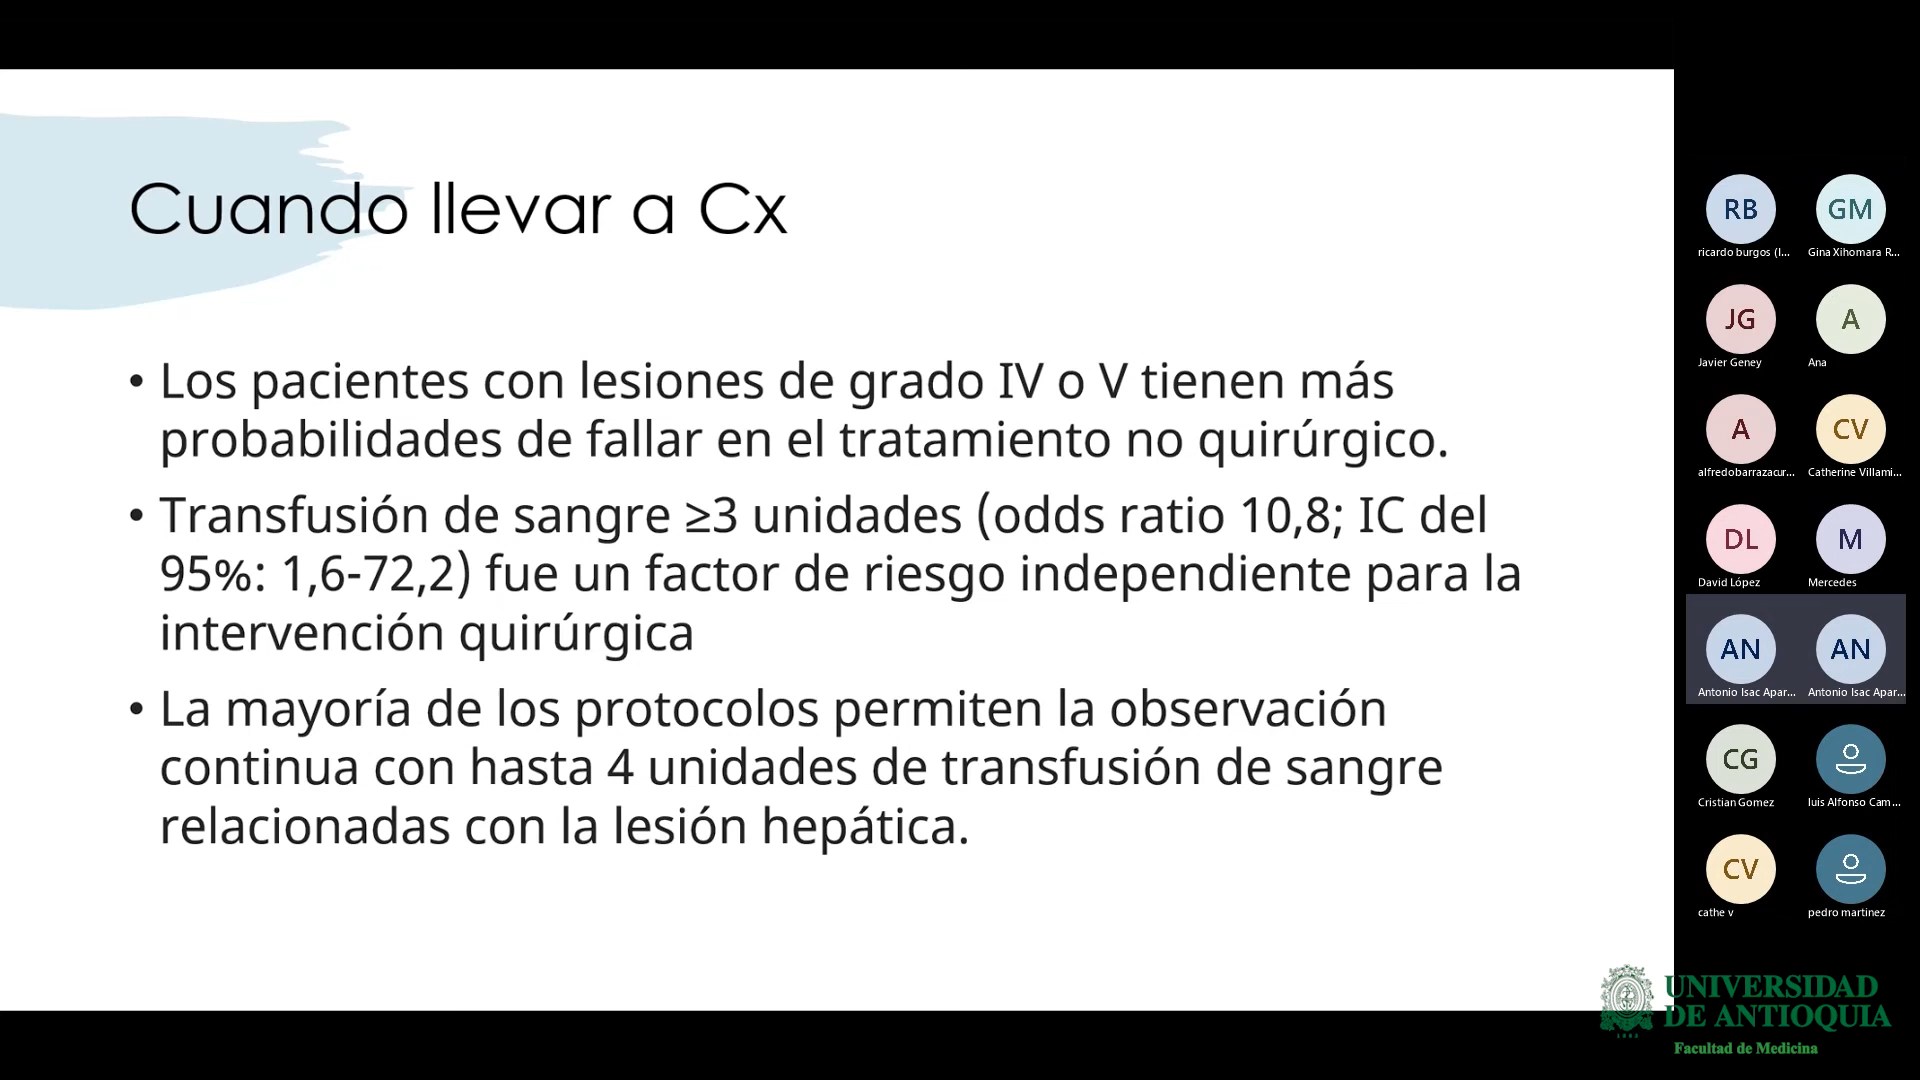 Cuando llevar a Cx
• Los pacientes con lesiones de grado IV o V tienen más
probabilidades de fallar en el tratamiento no quirúrgico.
• Transfusión de sangre ≥3 unidades (odds ratio 10,8; IC del
95%: 1,6-72,2) fue un factor de riesgo independiente para la
intervención quirúrgica
• La mayoría de los protocolos permiten la observación
continua con hasta 4 unidades de transfusión de sangre
relacionadas con la lesión hepática.
RB GM
ricardo burgos (I... Gina Xihomara R...
JG A
Javier Geney Ana
A CV
alfredobarrazacur... Catherine Villami...
DL M
David López Mercedes
AN AN
Antonio Isac Apar... Antonio Isac Apar...
CG
Cristian Gomez luis Alfonso Cam...
CV
cathe v pedro martinez
UNIVERSIDAD
DE ANTIOQUIA
Facultad de Medicina